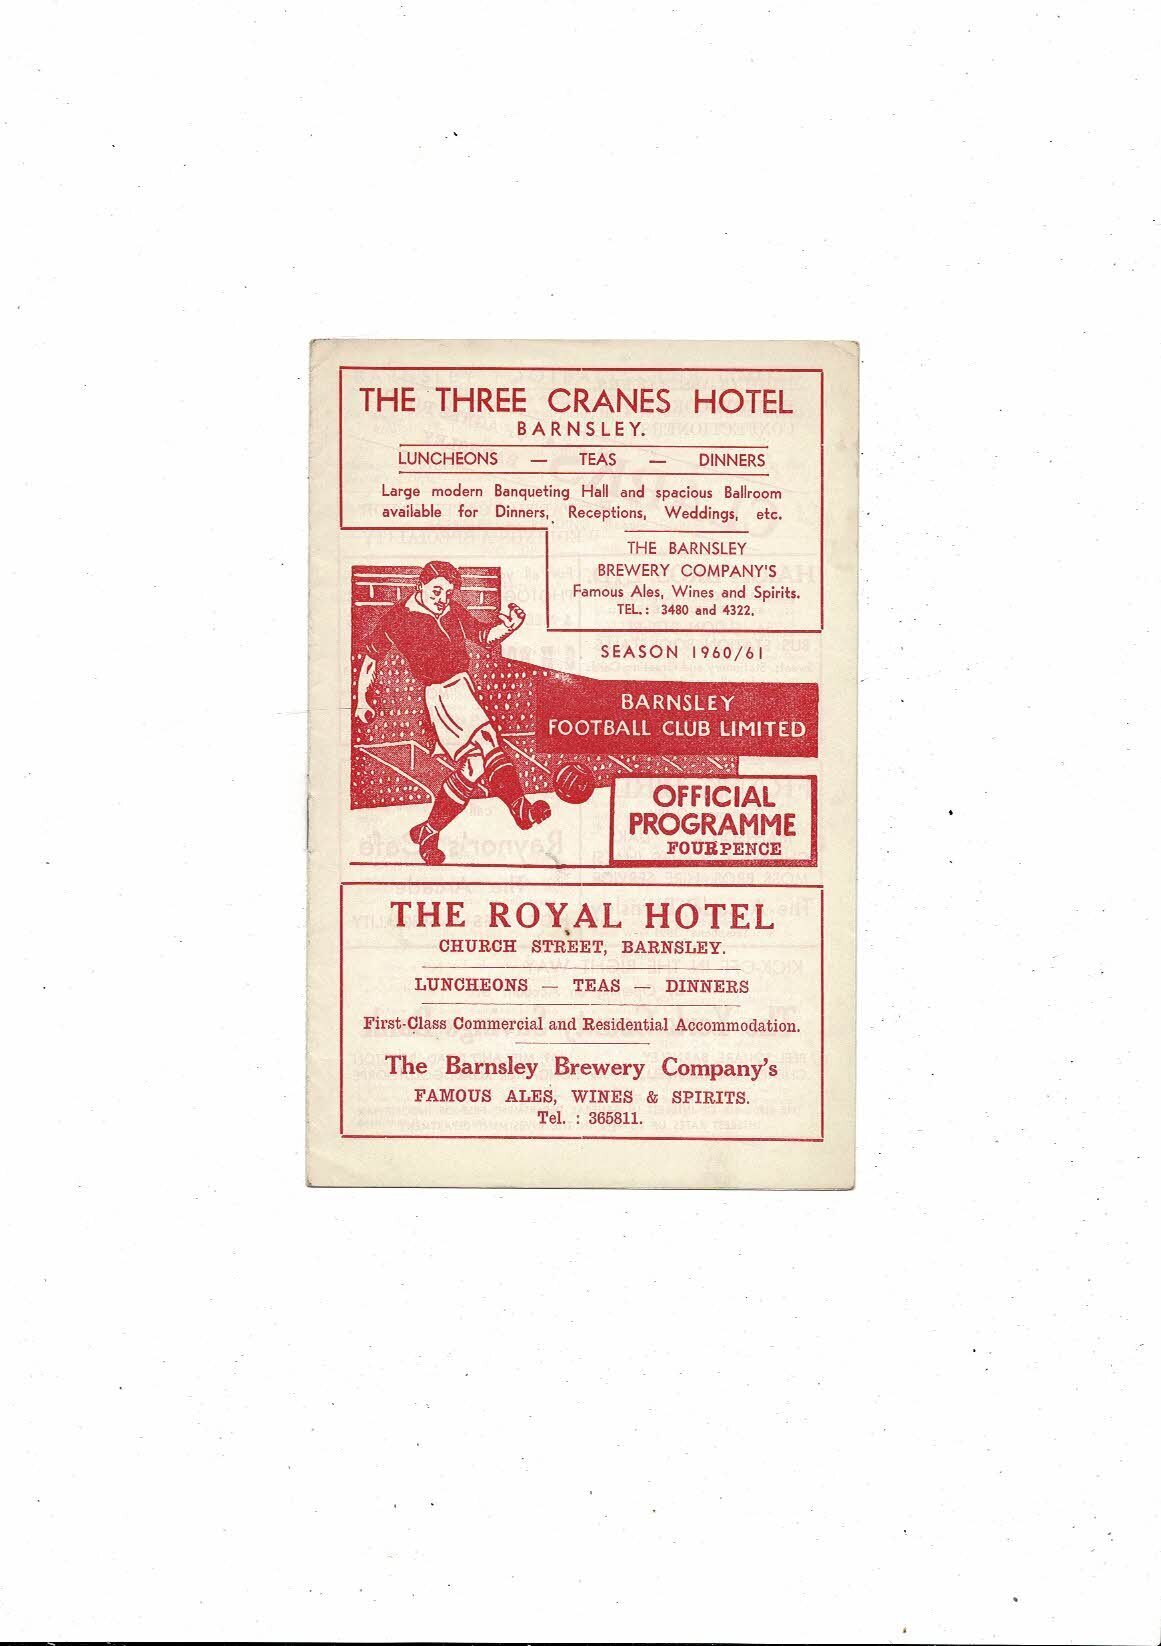 THE THREE CRANES HOTEL
BARNSLEY.
LUNCHEONS — TEAS — DINNERS
Large modern Banqueting Hall and spacious Ballroom
available for Dinners, Receptions, Weddings, etc.
THE BARNSLEY
BREWERY COMPANY'S
Famous Ales, Wines and Spirits.
TEL.: 3480 and 4322.
SEASON 1960/61
BARNSLEY
FOOTBALL CLUB LIMITED
OFFICIAL
PROGRAMME
FOURPENCE
THE ROYAL HOTEL
CHURCH STREET, BARNSLEY.
LUNCHEONS — TEAS — DINNERS
First-Class Commercial and Residential Accommodation.
The Barnsley Brewery Company's
FAMOUS ALES, WINES & SPIRITS.
Tel. : 365811.